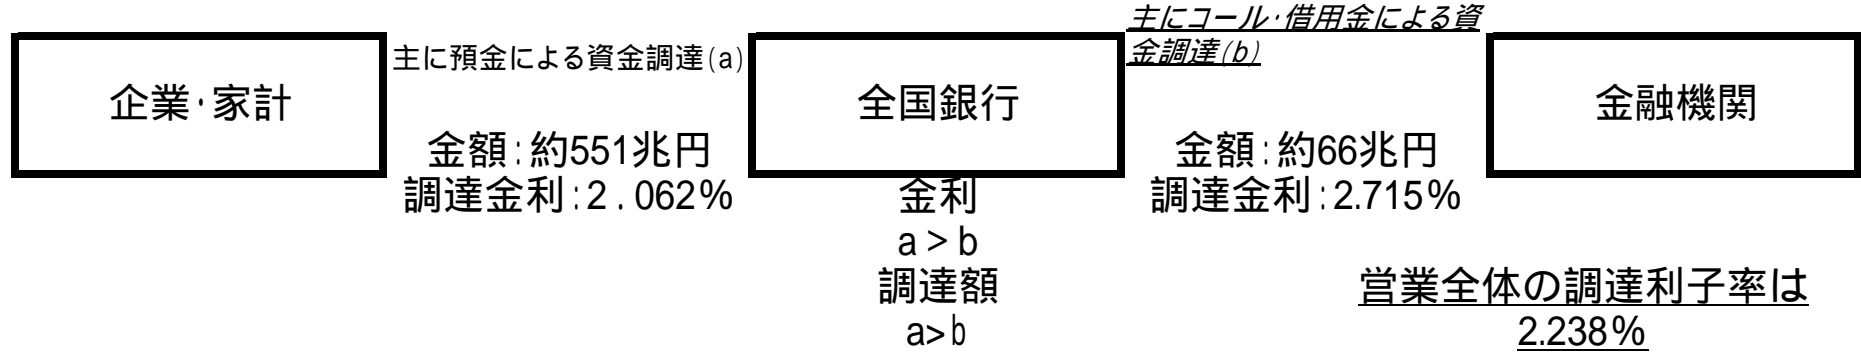 主にコール・借用金による資
金調達(b)
主に預金による資金調達(a)
企業・家計
全国銀行
金融機関
金額:約551兆円
調達金利:2.062%
金額:約66兆円
調達金利:2.715%
金利
a > b
調達額
a>b
営業全体の調達利子率は
2.238%